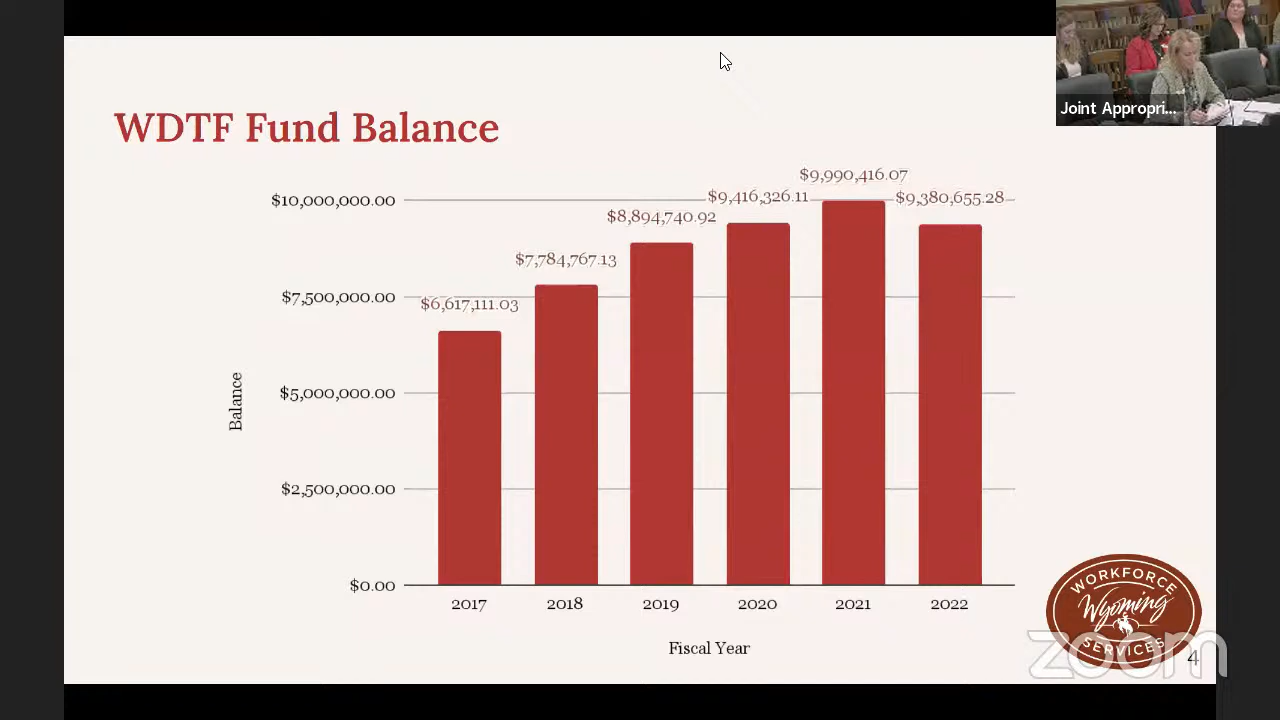 Joint Appropri...
WDTF Fund Balance
$9,990,416.07
$10,000,000.00
$9,416,326.11
$9,380,655.28
$8,894,740.92
$7,784,767.13
$7,500,000.00
$6,617,111.03
$5,000,000.00
Balance
$2,500,000.00
$0.00
2017 2018 2019 2020 2021 2022
Fiscal Year
WORKFORCE
Wyoming
SERVICES
zoom
4